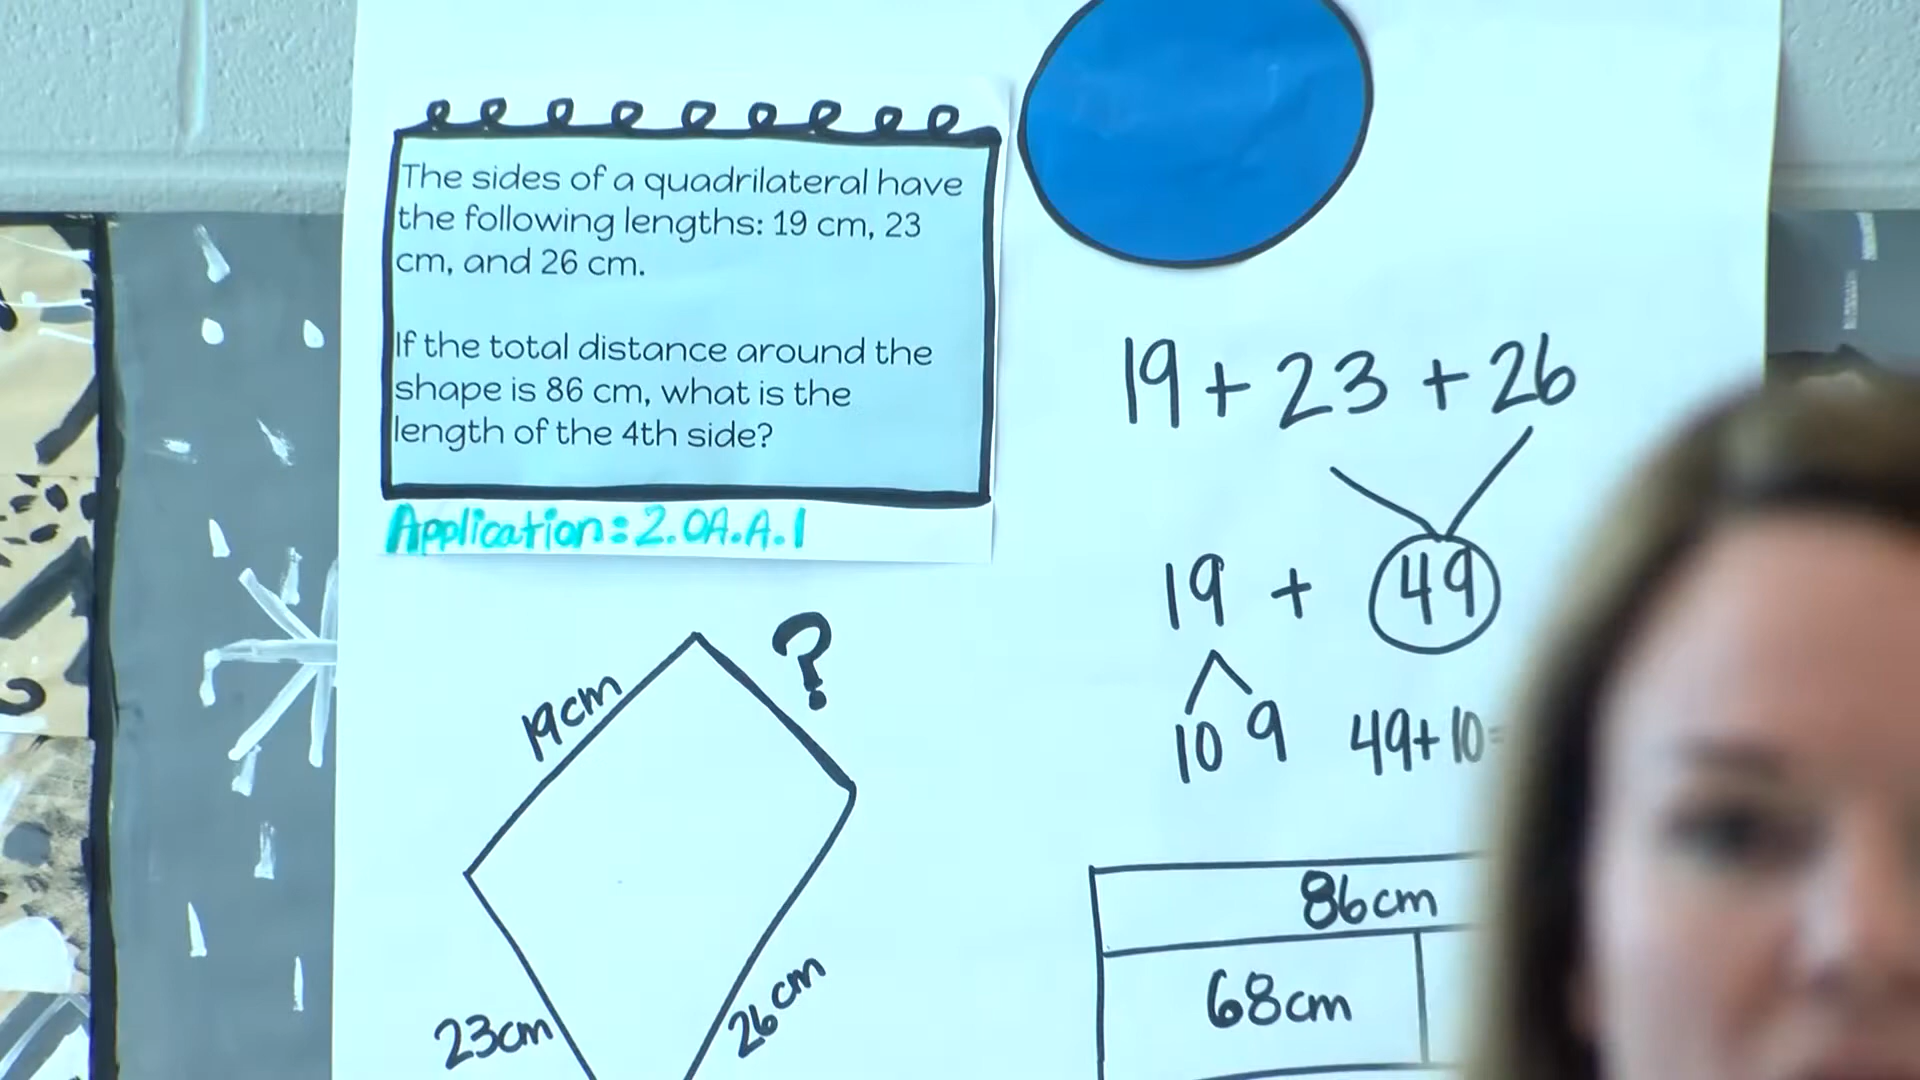 The sides of a quadrilateral have
the following lengths: 19 cm, 23
cm, and 26 cm.
If the total distance around the
shape is 86 cm, what is the
length of the 4th side?
Application: 2.OA.A.1
19 + 23 + 26
19 + 49
10 9 49+10=
?
19cm
23cm
26cm
86cm
68cm